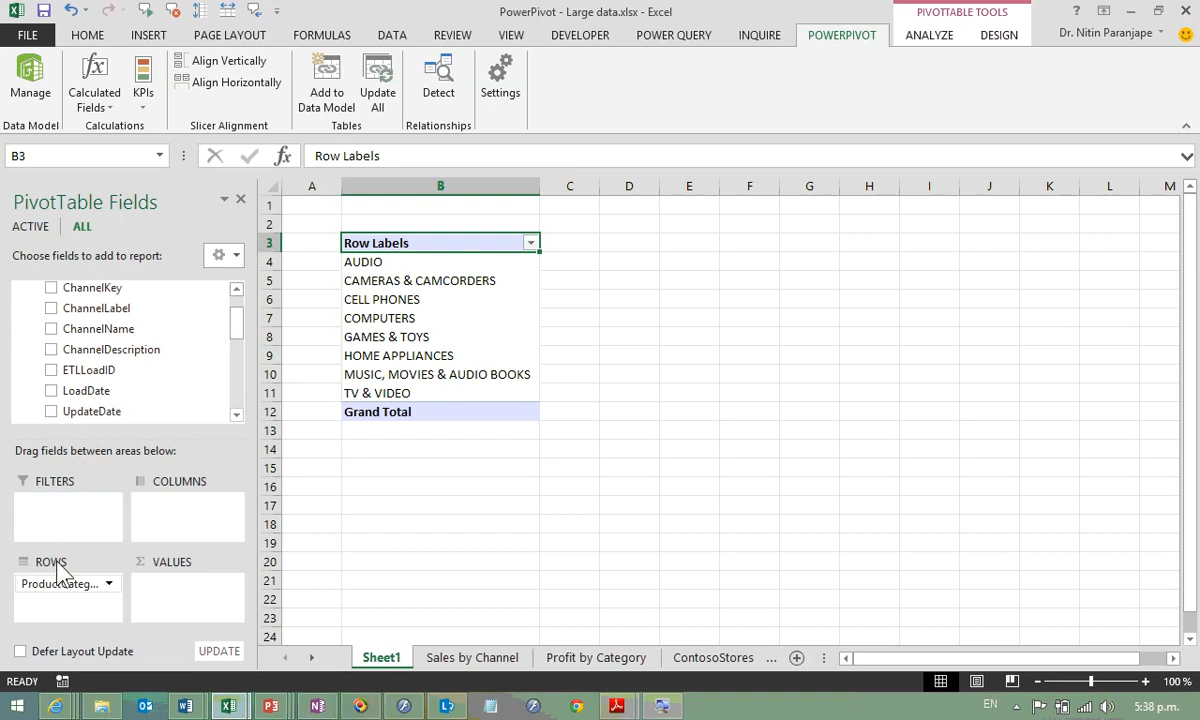 PowerPivot - Large data.xlsx - Excel
PIVOTTABLE TOOLS
FILE HOME INSERT PAGE LAYOUT FORMULAS DATA REVIEW VIEW DEVELOPER POWER QUERY INQUIRE POWERPIVOT ANALYZE DESIGN Dr. Nitin Paranjape
Manage
Calculated Fields
KPIs
Align Vertically
Align Horizontally
Add to Data Model
Update All
Detect
Settings
Data Model Calculations Slicer Alignment Tables Relationships
B3 fx Row Labels
PivotTable Fields
ACTIVE ALL
Choose fields to add to report:
ChannelKey
ChannelLabel
ChannelName
ChannelDescription
ETLLoadID
LoadDate
UpdateDate
Drag fields between areas below:
FILTERS COLUMNS
ROWS VALUES
Defer Layout Update UPDATE
A B C D E F G H I J K L M
1
2
3 Row Labels
4 AUDIO
5 CAMERAS & CAMCORDERS
6 CELL PHONES
7 COMPUTERS
8 GAMES & TOYS
9 HOME APPLIANCES
10 MUSIC, MOVIES & AUDIO BOOKS
11 TV & VIDEO
12 Grand Total
13
14
15
16
17
18
19
20
21
22
23
24
Sheet1 Sales by Channel Profit by Category ContosoStores ...
READY 100 %
EN 5:38 p.m.